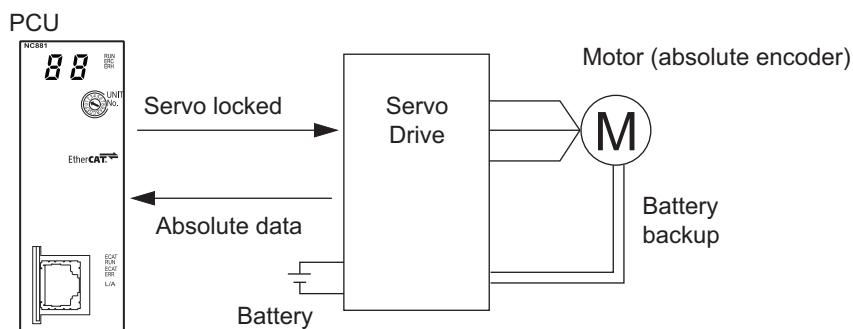 PCU
NC881
88
RUN
ERC
ERH
UNIT
No.
EtherCAT
ECAT
RUN
ECAT
ERR
L/A
Servo locked
Absolute data
Servo
Drive
Battery
Motor (absolute encoder)
M
Battery
backup